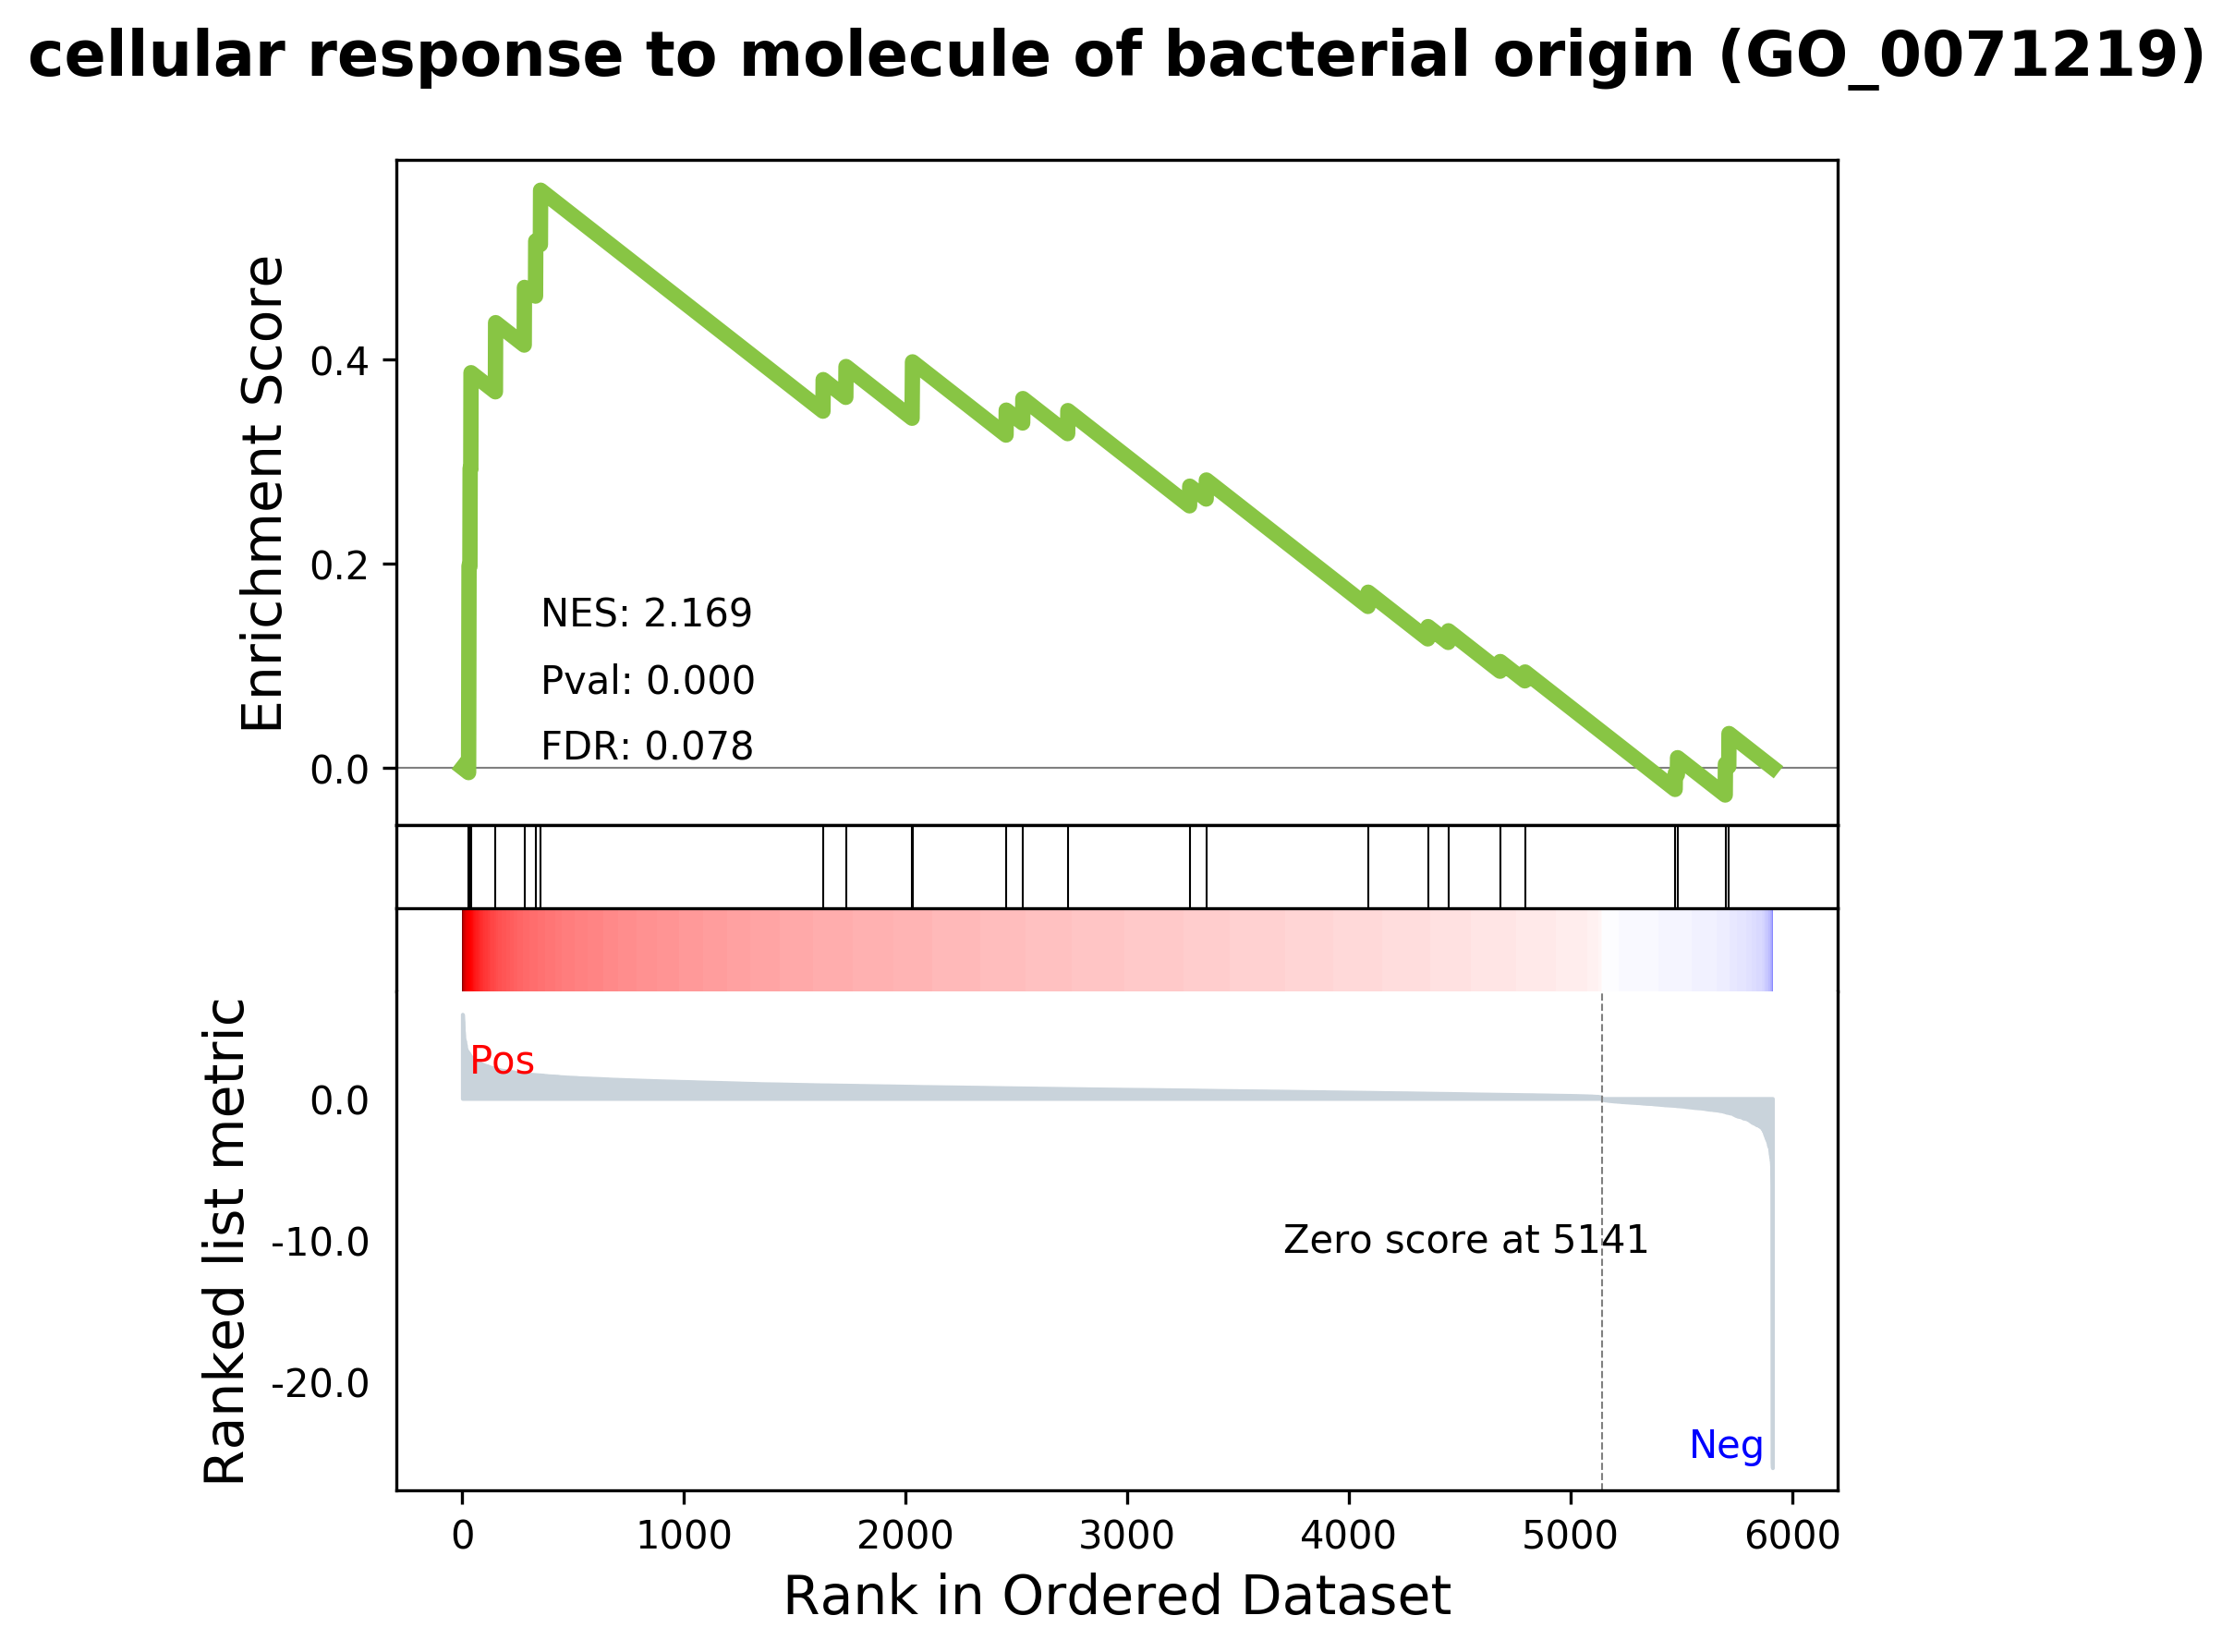 cellular response to molecule of bacterial origin (GO_0071219)
Enrichment Score
0.4
0.2
0.0
NES: 2.169
Pval: 0.000
FDR: 0.078
Ranked list metric
0.0
-10.0
-20.0
Pos
Zero score at 5141
Neg
0 1000 2000 3000 4000 5000 6000
Rank in Ordered Dataset